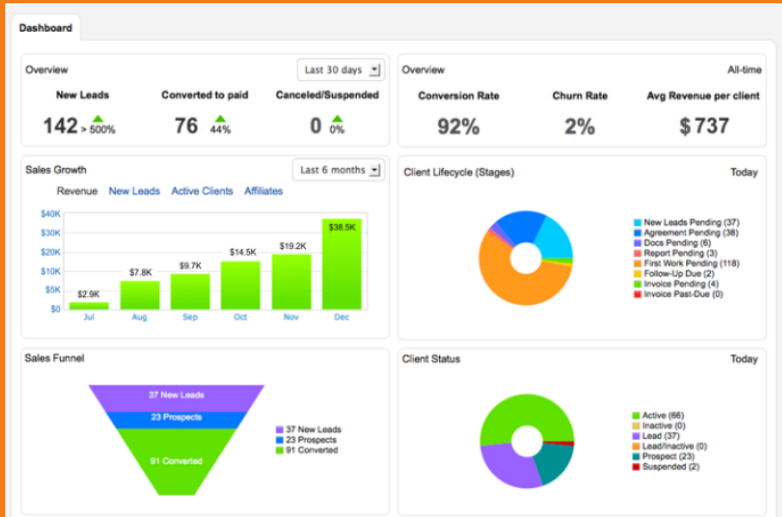 Dashboard
Overview
Last 30 days
New Leads
Converted to paid
Canceled/Suspended
142 > 500%
76 44%
0 0%
Overview
All-time
Conversion Rate
Churn Rate
Avg Revenue per client
92%
2%
$737
Sales Growth
Last 6 months
Revenue New Leads Active Clients Affiliates
$40K
$30K
$20K
$10K
$5K
$0
$2.9K
$7.8K
$9.7K
$14.5K
$19.2K
$38.5K
Jul
Aug
Sep
Oct
Nov
Dec
Client Lifecycle (Stages)
Today
New Leads Pending (37)
Agreement Pending (38)
Docs Pending (6)
Report Pending (3)
First Work Pending (118)
Follow-Up Due (2)
Invoice Pending (4)
Invoice Past-Due (0)
Sales Funnel
37 New Leads
23 Prospects
91 Converted
37 New Leads
23 Prospects
91 Converted
Client Status
Today
Active (66)
Inactive (0)
Lead (37)
Lead/Inactive (0)
Prospect (23)
Suspended (2)